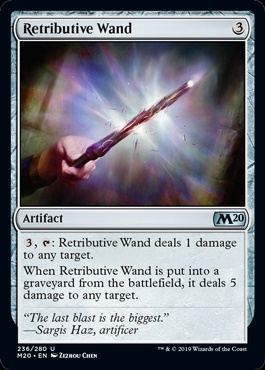 Retributive Wand 3
Artifact M20
3, T: Retributive Wand deals 1 damage
to any target.
When Retributive Wand is put into a
graveyard from the battlefield, it deals 5
damage to any target.
“The last blast is the biggest.”
—Sargis Haz, artificer
236/280 U
M20 • EN ZEZHOU CHEN ™ & © 2019 Wizards of the Coast